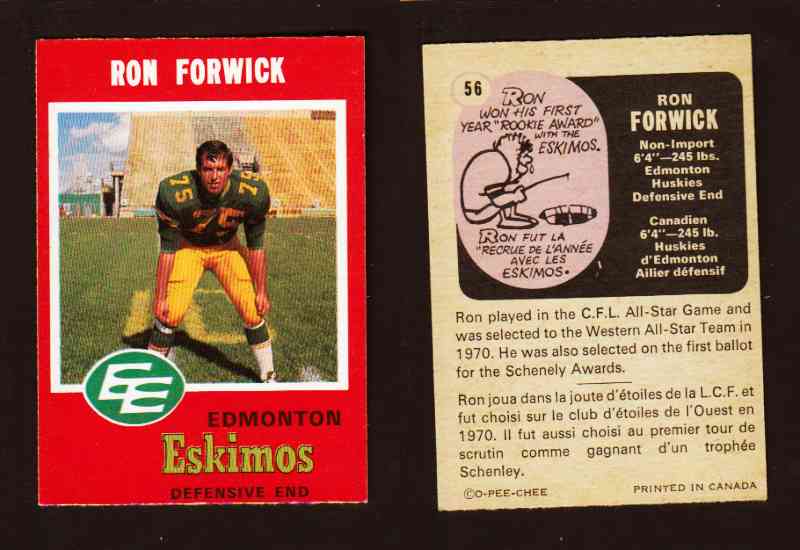 RON FORWICK
75
75
75
EE
EDMONTON
Eskimos
DEFENSIVE END
56
RON
WON HIS FIRST
YEAR "ROOKIE AWARD"
WITH THE
ESKIMOS.
RON FUT LA
"RECRUE DE L'ANNÉE
AVEC LES
ESKIMOS.
RON
FORWICK
Non-Import
6'4"—245 lbs.
Edmonton
Huskies
Defensive End
Canadien
6'4"—245 lb.
Huskies
d'Edmonton
Ailier défensif
Ron played in the C.F.L. All-Star Game and
was selected to the Western All-Star Team in
1970. He was also selected on the first ballot
for the Schenely Awards.
Ron joua dans la joute d'étoiles de la L.C.F. et
fut choisi sur le club d'étoiles de l'Ouest en
1970. Il fut aussi choisi au premier tour de
scrutin comme gagnant d'un trophée
Schenley.
©O-PEE-CHEE
PRINTED IN CANADA